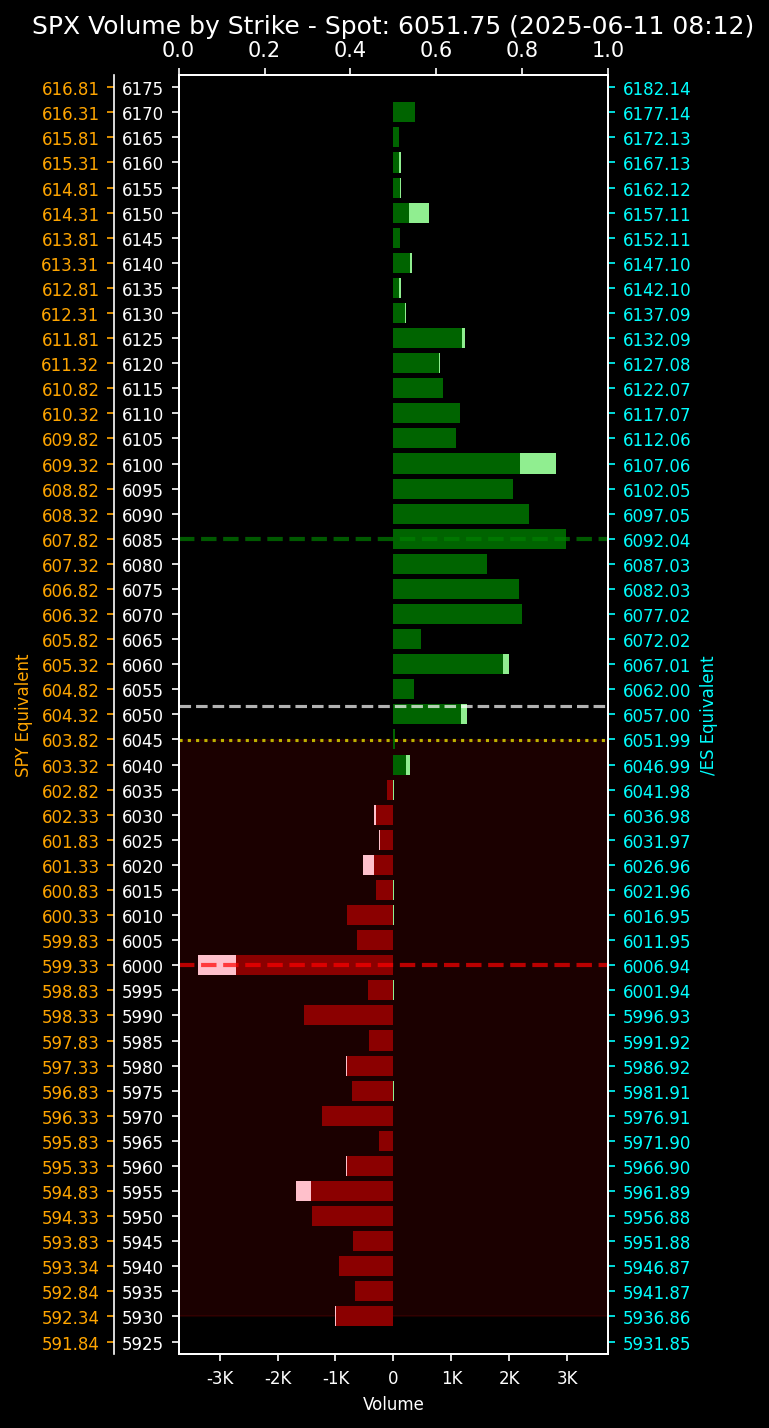 SPX Volume by Strike - Spot: 6051.75 (2025-06-11 08:12)
0.0 0.2 0.4 0.6 0.8 1.0
616.81 6175 6182.14
616.31 6170 6177.14
615.81 6165 6172.13
615.31 6160 6167.13
614.81 6155 6162.12
614.31 6150 6157.11
613.81 6145 6152.11
613.31 6140 6147.10
612.81 6135 6142.10
612.31 6130 6137.09
611.81 6125 6132.09
611.32 6120 6127.08
610.82 6115 6122.07
610.32 6110 6117.07
609.82 6105 6112.06
609.32 6100 6107.06
608.82 6095 6102.05
608.32 6090 6097.05
607.82 6085 6092.04
607.32 6080 6087.03
606.82 6075 6082.03
606.32 6070 6077.02
605.82 6065 6072.02
605.32 6060 6067.01
604.82 6055 6062.00
604.32 6050 6057.00
603.82 6045 6051.99
603.32 6040 6046.99
602.82 6035 6041.98
602.33 6030 6036.98
601.83 6025 6031.97
601.33 6020 6026.96
600.83 6015 6021.96
600.33 6010 6016.95
599.83 6005 6011.95
599.33 6000 6006.94
598.83 5995 6001.94
598.33 5990 5996.93
597.83 5985 5991.92
597.33 5980 5986.92
596.83 5975 5981.91
596.33 5970 5976.91
595.83 5965 5971.90
595.33 5960 5966.90
594.83 5955 5961.89
594.33 5950 5956.88
593.83 5945 5951.88
593.34 5940 5946.87
592.84 5935 5941.87
592.34 5930 5936.86
591.84 5925 5931.85
SPY Equivalent
/ES Equivalent
-3K -2K -1K 0 1K 2K 3K
Volume